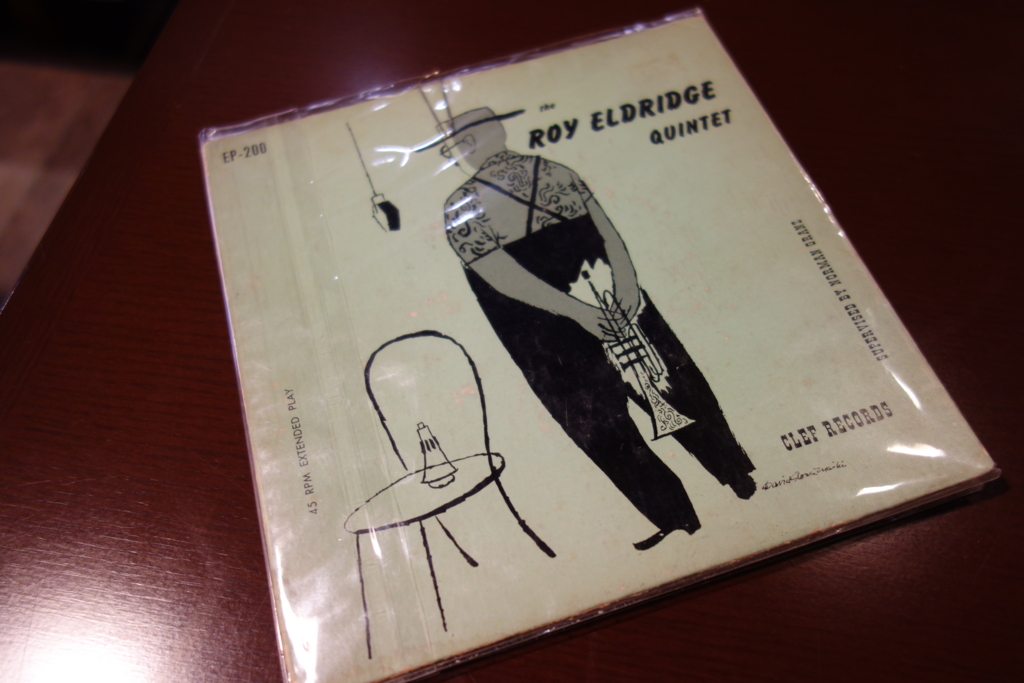 EP-200
the
ROY ELDRIDGE
QUINTET
SUPERVISED BY NORMAN GRANZ
45 RPM EXTENDED PLAY
CLEF RECORDS